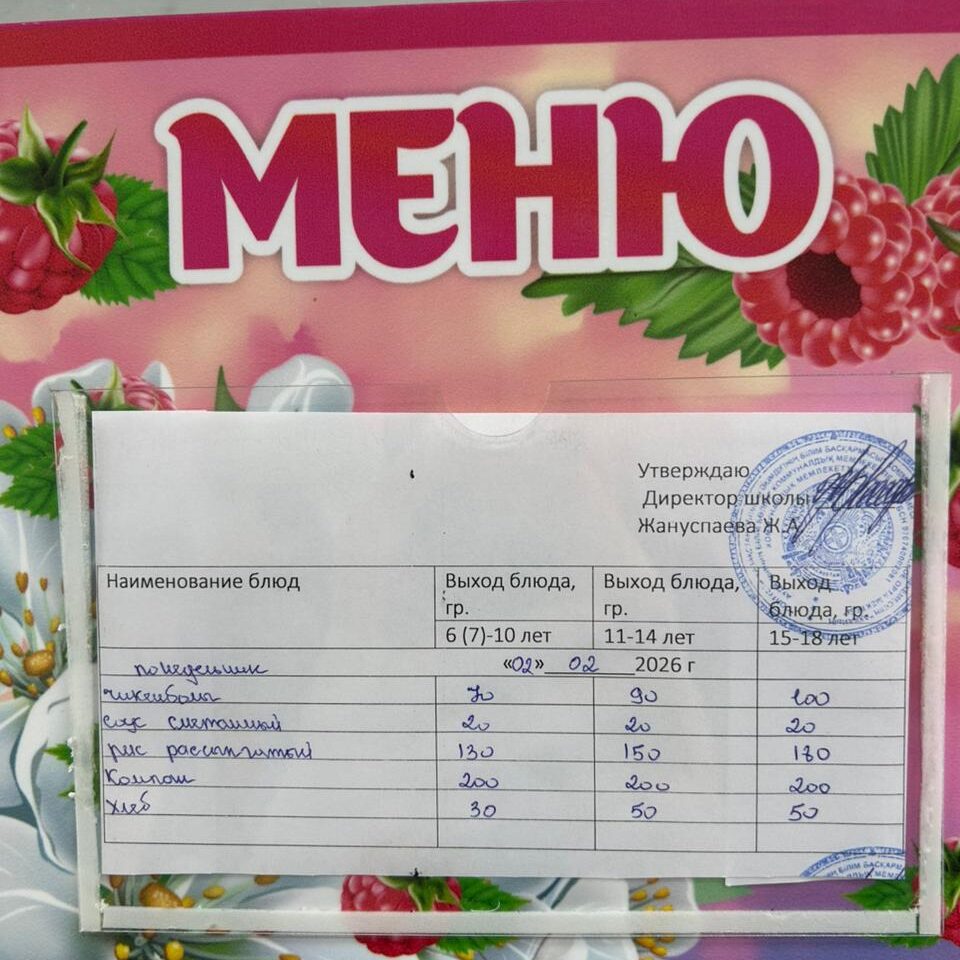 МЕНЮ
Утверждаю
Директор школы
Жануспаева Ж.А
Наименование блюд Выход блюда, гр. Выход блюда, гр. Выход блюда, гр.
6 (7)-10 лет 11-14 лет 15-18 лет
понедельник «02» 02 2026 г
чикенболы 70 90 100
соус сметанный 20 20 20
рис рассыпчатый 130 150 180
Компот 200 200 200
Хлеб 30 50 50